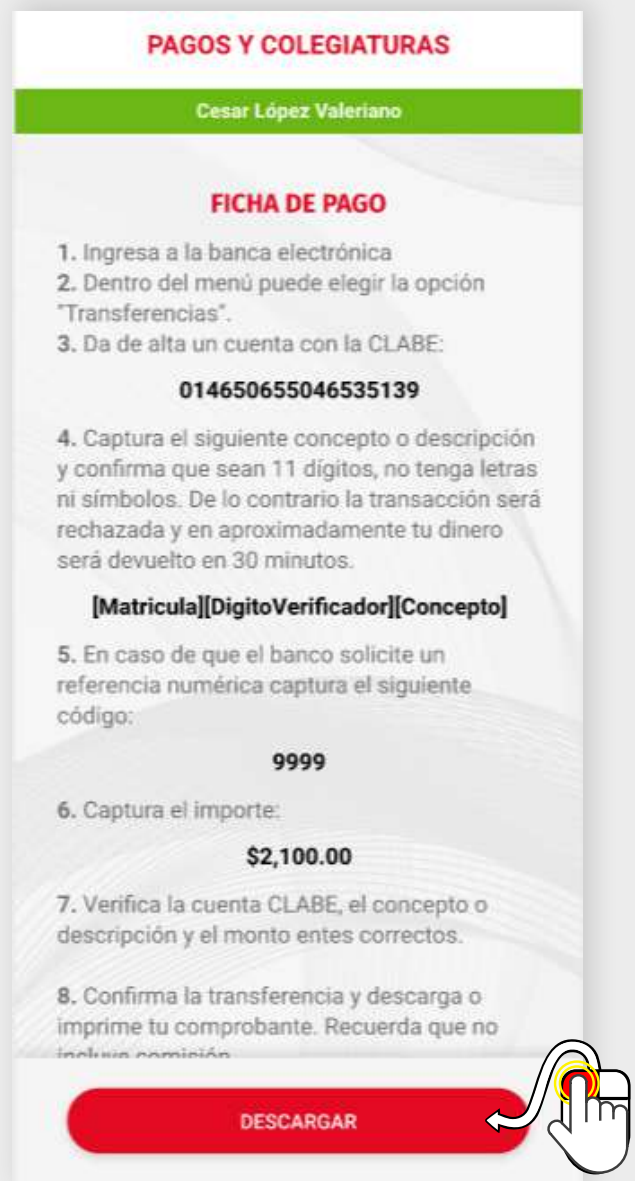 PAGOS Y COLEGIATURAS
Cesar López Valeriano
FICHA DE PAGO
1. Ingresa a la banca electrónica
2. Dentro del menú puede elegir la opción
"Transferencias".
3. Da de alta un cuenta con la CLABE:
014650655046535139
4. Captura el siguiente concepto o descripción
y confirma que sean 11 dígitos, no tenga letras
ni símbolos. De lo contrario la transacción será
rechazada y en aproximadamente tu dinero
será devuelto en 30 minutos.
[Matricula][DigitoVerificador][Concepto]
5. En caso de que el banco solicite un
referencia numérica captura el siguiente
código:
9999
6. Captura el importe:
$2,100.00
7. Verifica la cuenta CLABE, el concepto o
descripción y el monto entes correctos.
8. Confirma la transferencia y descarga o
imprime tu comprobante. Recuerda que no
incluye comisión
DESCARGAR